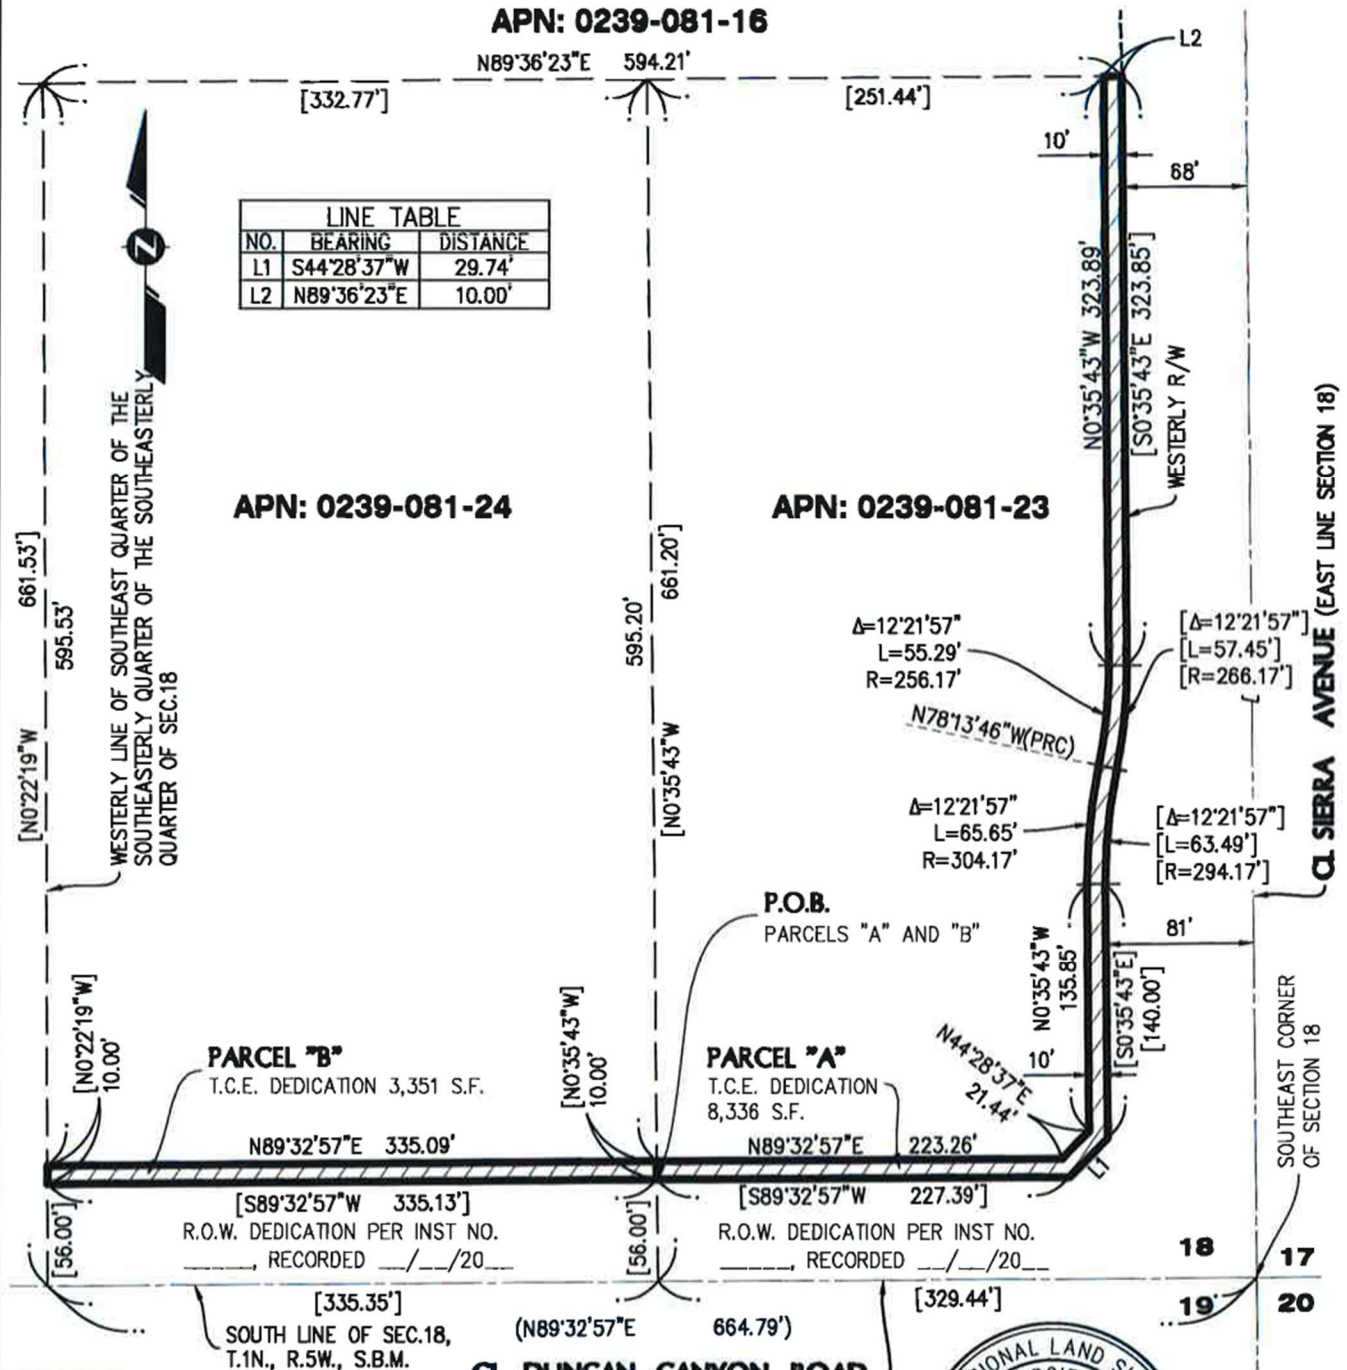 APN: 0239-081-16
N89°36'23"E 594.21'
L2
[332.77']
[251.44']
10'
68'
LINE TABLE
NO. BEARING DISTANCE
L1 S44°28'37"W 29.74'
L2 N89°36'23"E 10.00'
Z
N0°35'43"W 323.89'
[S0°35'43"E 323.85']
WESTERLY R/W
WESTERLY LINE OF SOUTHEAST QUARTER OF THE
SOUTHEASTERLY QUARTER OF THE SOUTHEASTERLY
QUARTER OF SEC.18
APN: 0239-081-24
APN: 0239-081-23
[N0°22'19"W 661.53']
595.53'
595.20'
[N0°35'43"W 661.20']
Δ=12°21'57"
L=55.29'
R=256.17'
[Δ=12°21'57"]
[L=57.45']
[R=266.17']
N78°13'46"W(PRC)
Δ=12°21'57"
L=65.65'
R=304.17'
[Δ=12°21'57"]
[L=63.49']
[R=294.17']
CL SIERRA AVENUE (EAST LINE SECTION 18)
P.O.B.
PARCELS "A" AND "B"
81'
N0°35'43"W
135.85'
[S0°35'43"E]
[140.00']
SOUTHEAST CORNER
OF SECTION 18
[N0°22'19"W]
10.00'
[N0°35'43"W]
10.00'
PARCEL "B"
T.C.E. DEDICATION 3,351 S.F.
PARCEL "A"
T.C.E. DEDICATION
8,336 S.F.
N44°28'37"E
21.44'
10'
N89°32'57"E 335.09'
N89°32'57"E 223.26'
L1
[S89°32'57"W 335.13']
[S89°32'57"W 227.39']
[56.00']
[56.00']
R.O.W. DEDICATION PER INST NO.
_____, RECORDED __/__/20__
R.O.W. DEDICATION PER INST NO.
_____, RECORDED __/__/20__
18 17
19 20
[335.35']
[329.44']
(N89°32'57"E 664.79')
SOUTH LINE OF SEC.18,
T.1N., R.5W., S.B.M.
CL DUNCAN CANYON ROAD
ONAL LAND S